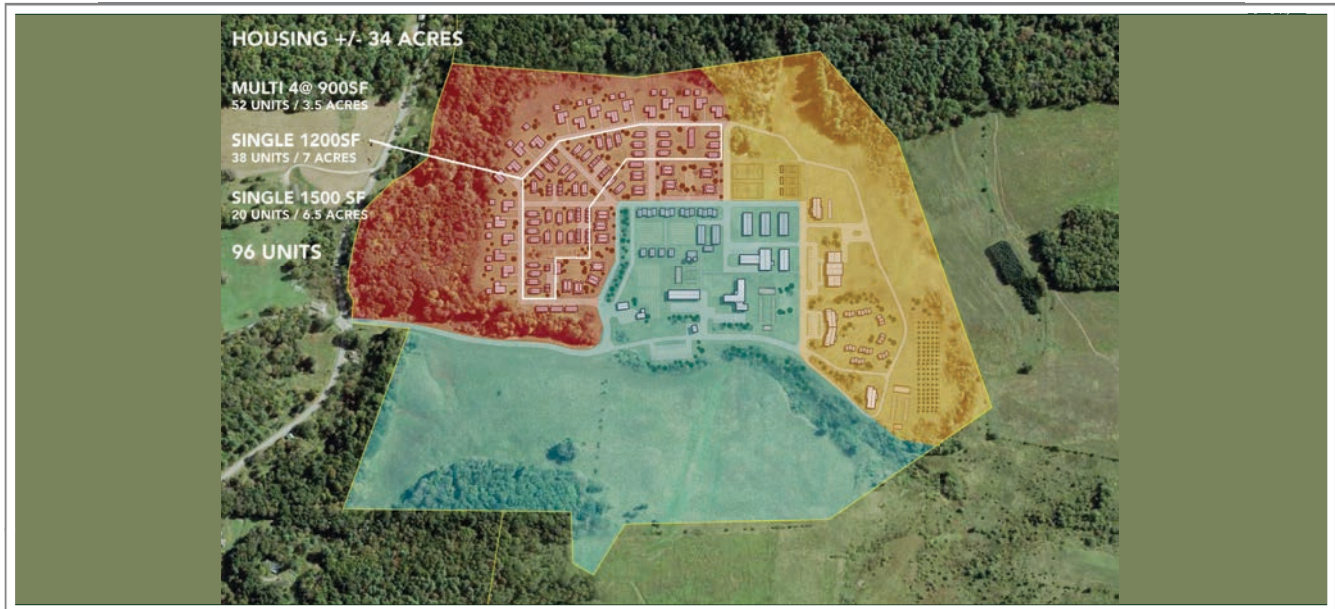 HOUSING +/- 34 ACRES
MULTI 4@ 900SF
52 UNITS / 3.5 ACRES
SINGLE 1200SF
38 UNITS / 7 ACRES
SINGLE 1500 SF
20 UNITS / 6.5 ACRES
96 UNITS